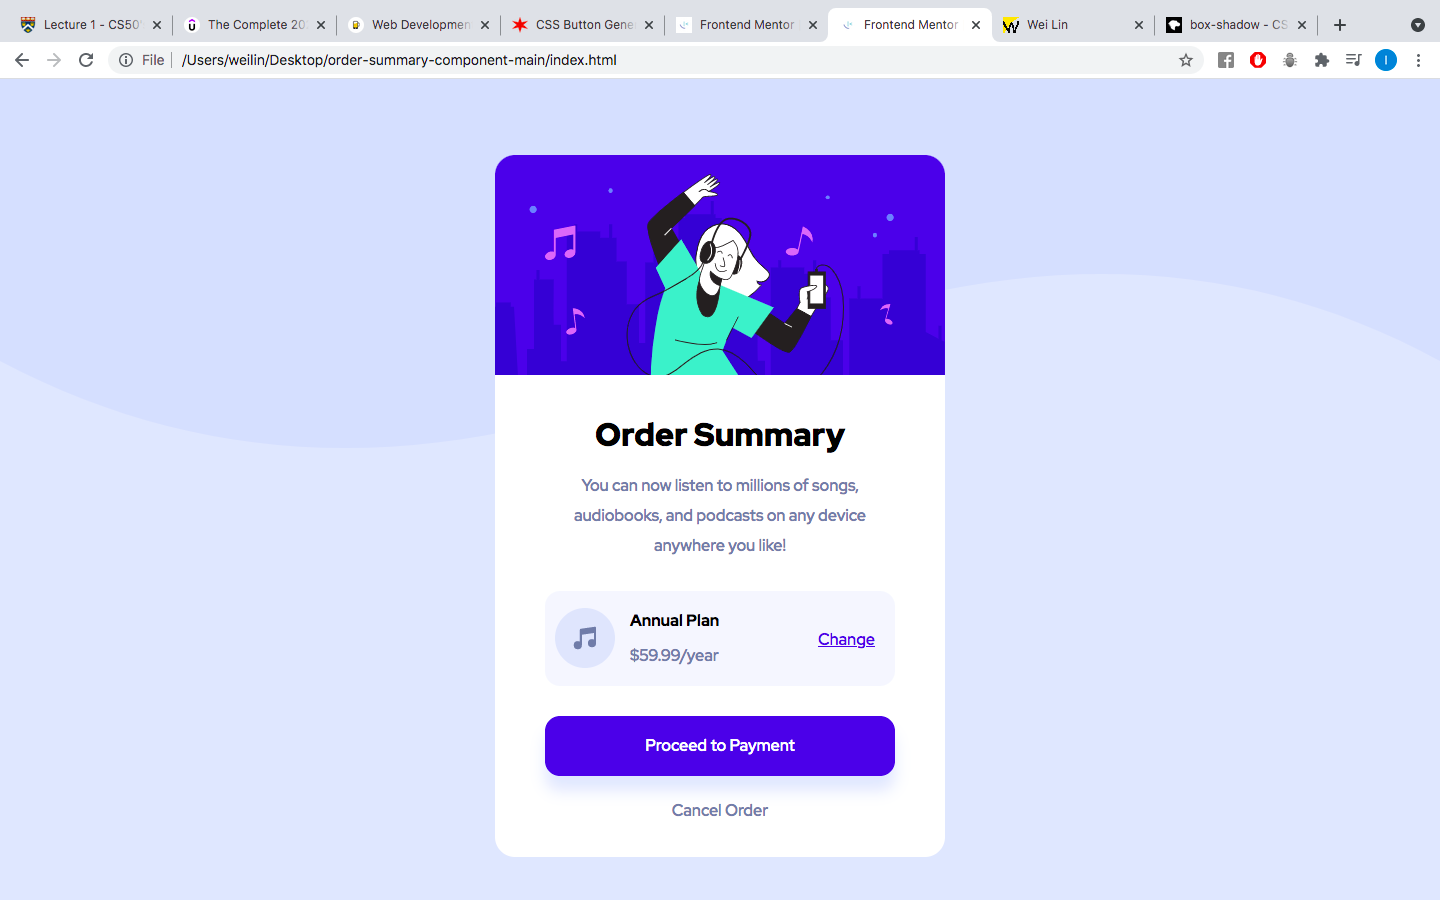 Lecture 1 - CS50'
The Complete 20
Web Developmen
CSS Button Gene
Frontend Mentor
Frontend Mentor
Wei Lin
box-shadow - CS
File
/Users/weilin/Desktop/order-summary-component-main/index.html
I
Order Summary
You can now listen to millions of songs,
audiobooks, and podcasts on any device
anywhere you like!
Annual Plan
$59.99/year
Change
Proceed to Payment
Cancel Order